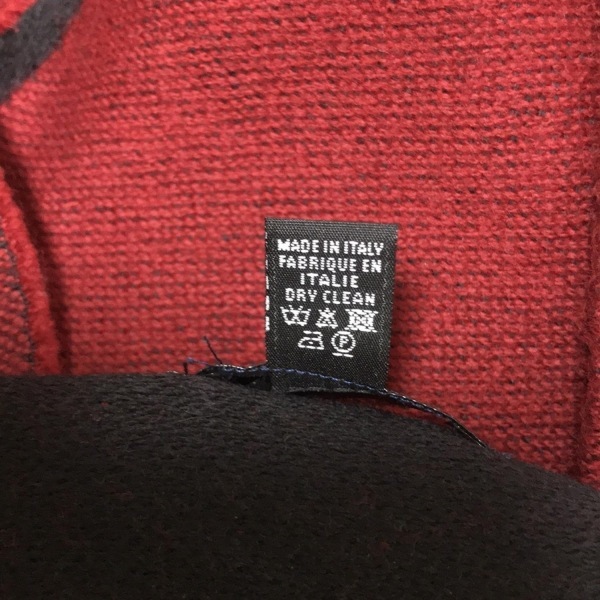 MADE IN ITALY
FABRIQUE EN
ITALIE
DRY CLEAN
P